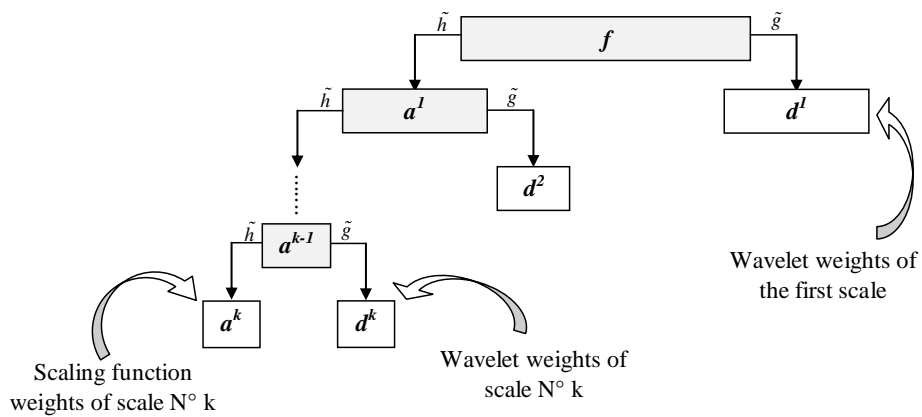 h̃ f g̃
h̃ a¹ g̃ d¹
d²
h̃ aᵏ⁻¹ g̃
Wavelet weights of
the first scale
aᵏ dᵏ
Scaling function
weights of scale N° k
Wavelet weights of
scale N° k